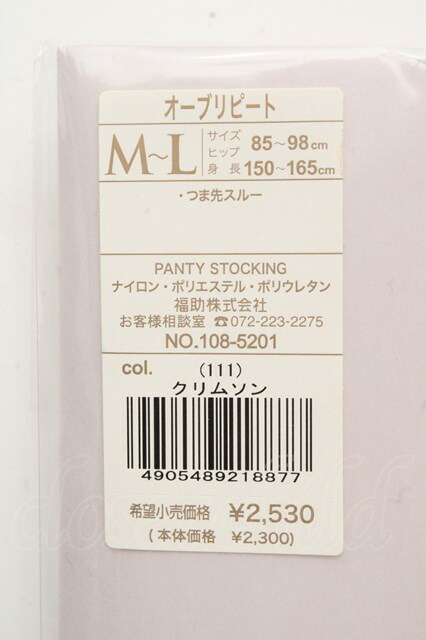 オーブリピート
M~L サイズ
ヒップ 85~98cm
身長 150~165cm
・つま先スルー
PANTY STOCKING
ナイロン・ポリエステル・ポリウレタン
福助株式会社
お客様相談室 ☎072-223-2275
NO.108-5201
col. (111)
クリムソン
4905489218877
希望小売価格 ¥2,530
(本体価格 ¥2,300)